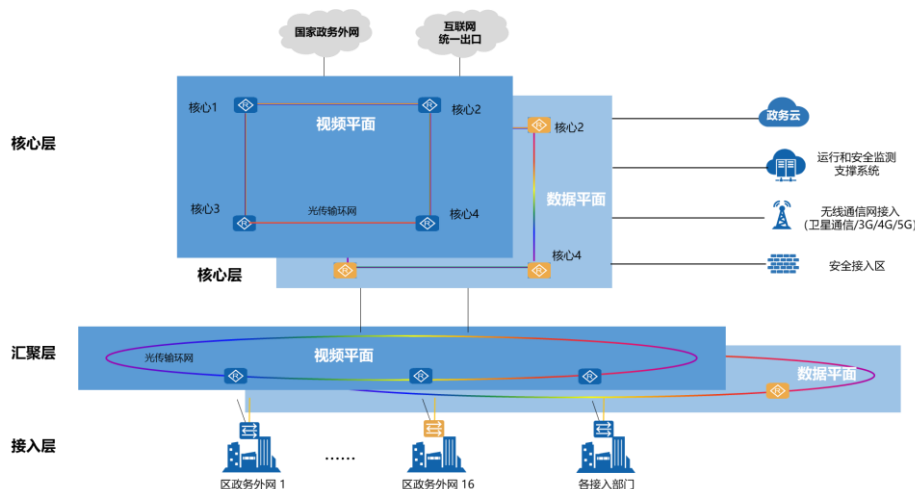 国家政务外网
互联网
统一出口
核心1
核心2
视频平面
核心层
核心2
政务云
运行和安全监测
支撑系统
数据平面
核心3
光传输环网
核心4
无线通信网接入
(卫星通信/3G/4G/5G)
核心4
核心层
安全接入区
汇聚层
光传输环网
视频平面
数据平面
接入层
......
区政务外网 1
区政务外网 16
各接入部门
R
R
R
R
R
R
R
R
R
R
R